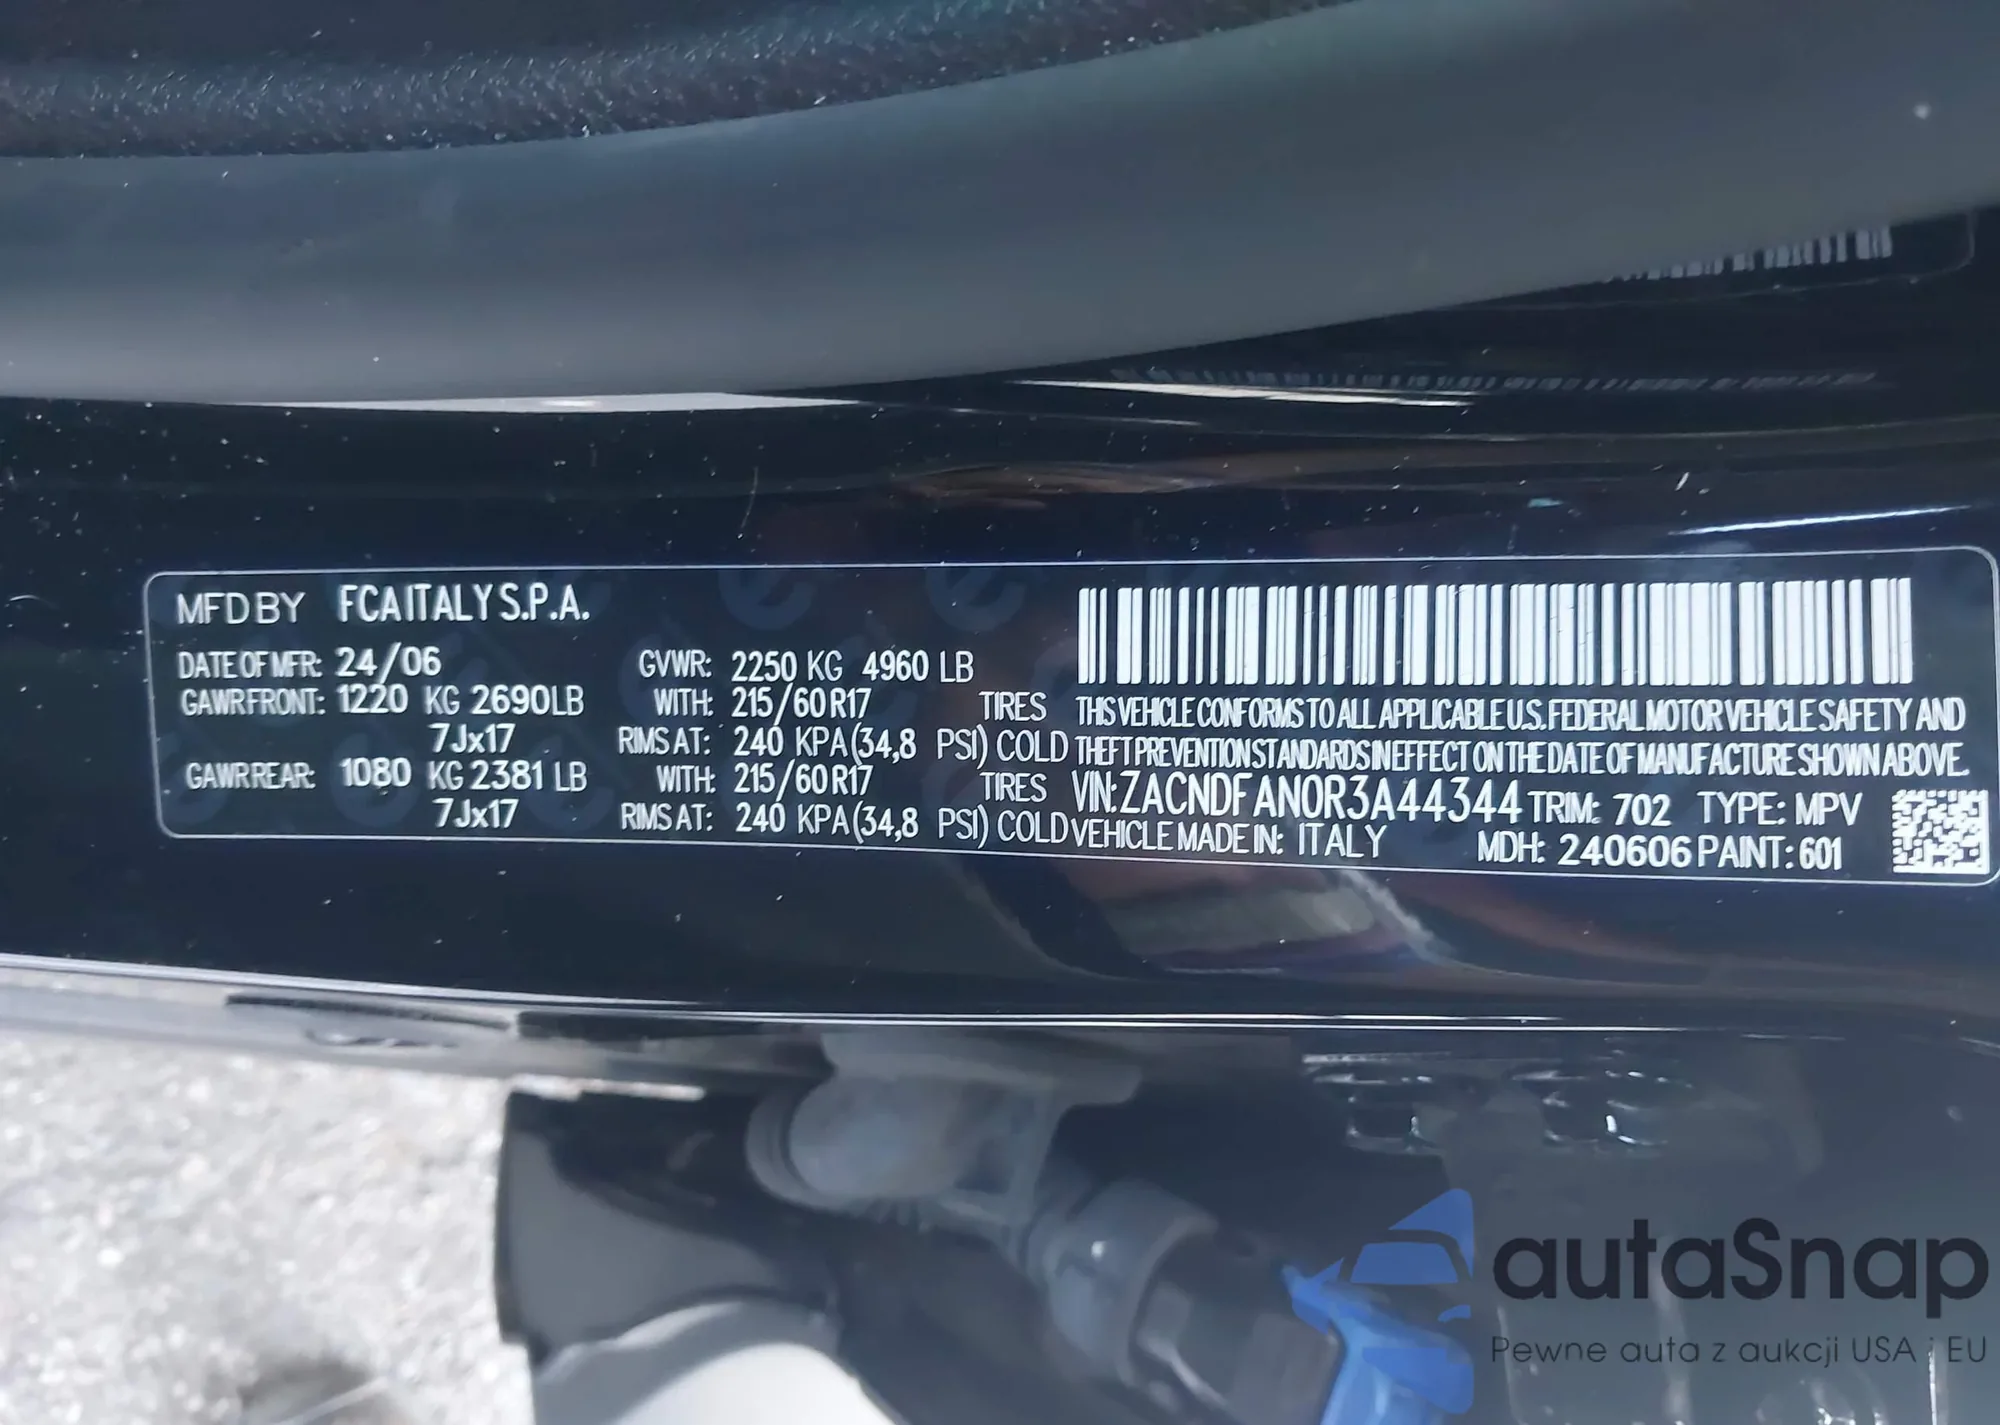 MFD BY FCA ITALY S.P.A.
DATE OF MFR: 24/06 GVWR: 2250 KG 4960 LB
GAWR FRONT: 1220 KG 2690 LB WITH: 215/60 R17 TIRES
7Jx17 RIMS AT: 240 KPA (34,8 PSI) COLD
GAWR REAR: 1080 KG 2381 LB WITH: 215/60 R17 TIRES
7Jx17 RIMS AT: 240 KPA (34,8 PSI) COLD
THIS VEHICLE CONFORMS TO ALL APPLICABLE U.S. FEDERAL MOTOR VEHICLE SAFETY AND
THEFT PREVENTION STANDARDS IN EFFECT ON THE DATE OF MANUFACTURE SHOWN ABOVE.
VIN: ZACNDFAN0R3A44344 TRIM: 702 TYPE: MPV
VEHICLE MADE IN: ITALY MDH: 240606 PAINT: 601
autaSnap
Pewne auta z aukcji USA i EU